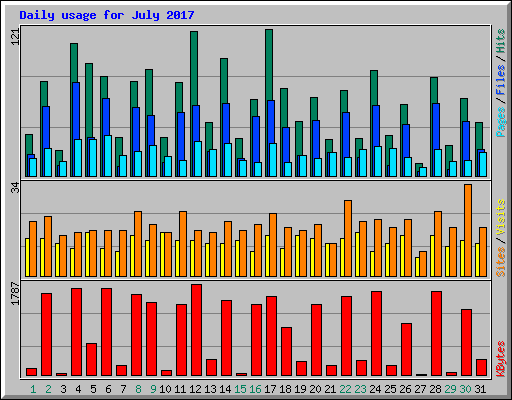 Daily usage for July 2017
121
Pages / Files / Hits
34
Sites / Visits
1787
KBytes
1 2 3 4 5 6 7 8 9 10 11 12 13 14 15 16 17 18 19 20 21 22 23 24 25 26 27 28 29 30 31